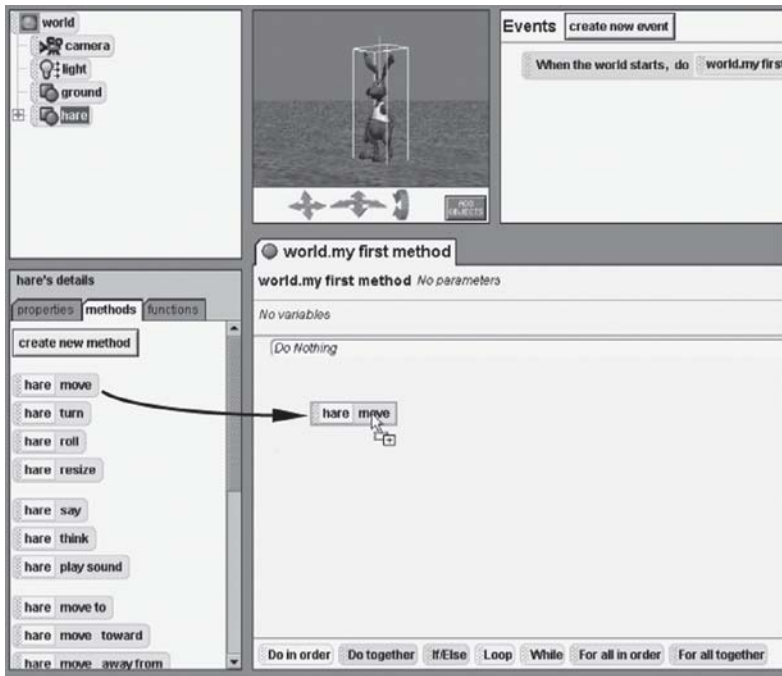 world
camera
light
ground
hare
ADD
OBJECTS
Events create new event
When the world starts, do world.my first
hare's details
properties methods functions
create new method
hare move
hare turn
hare roll
hare resize
hare say
hare think
hare play sound
hare move to
hare move toward
hare move away from
world.my first method
world.my first method No parameters
No variables
Do Nothing
hare move
Do in order Do together If/Else Loop While For all in order For all together